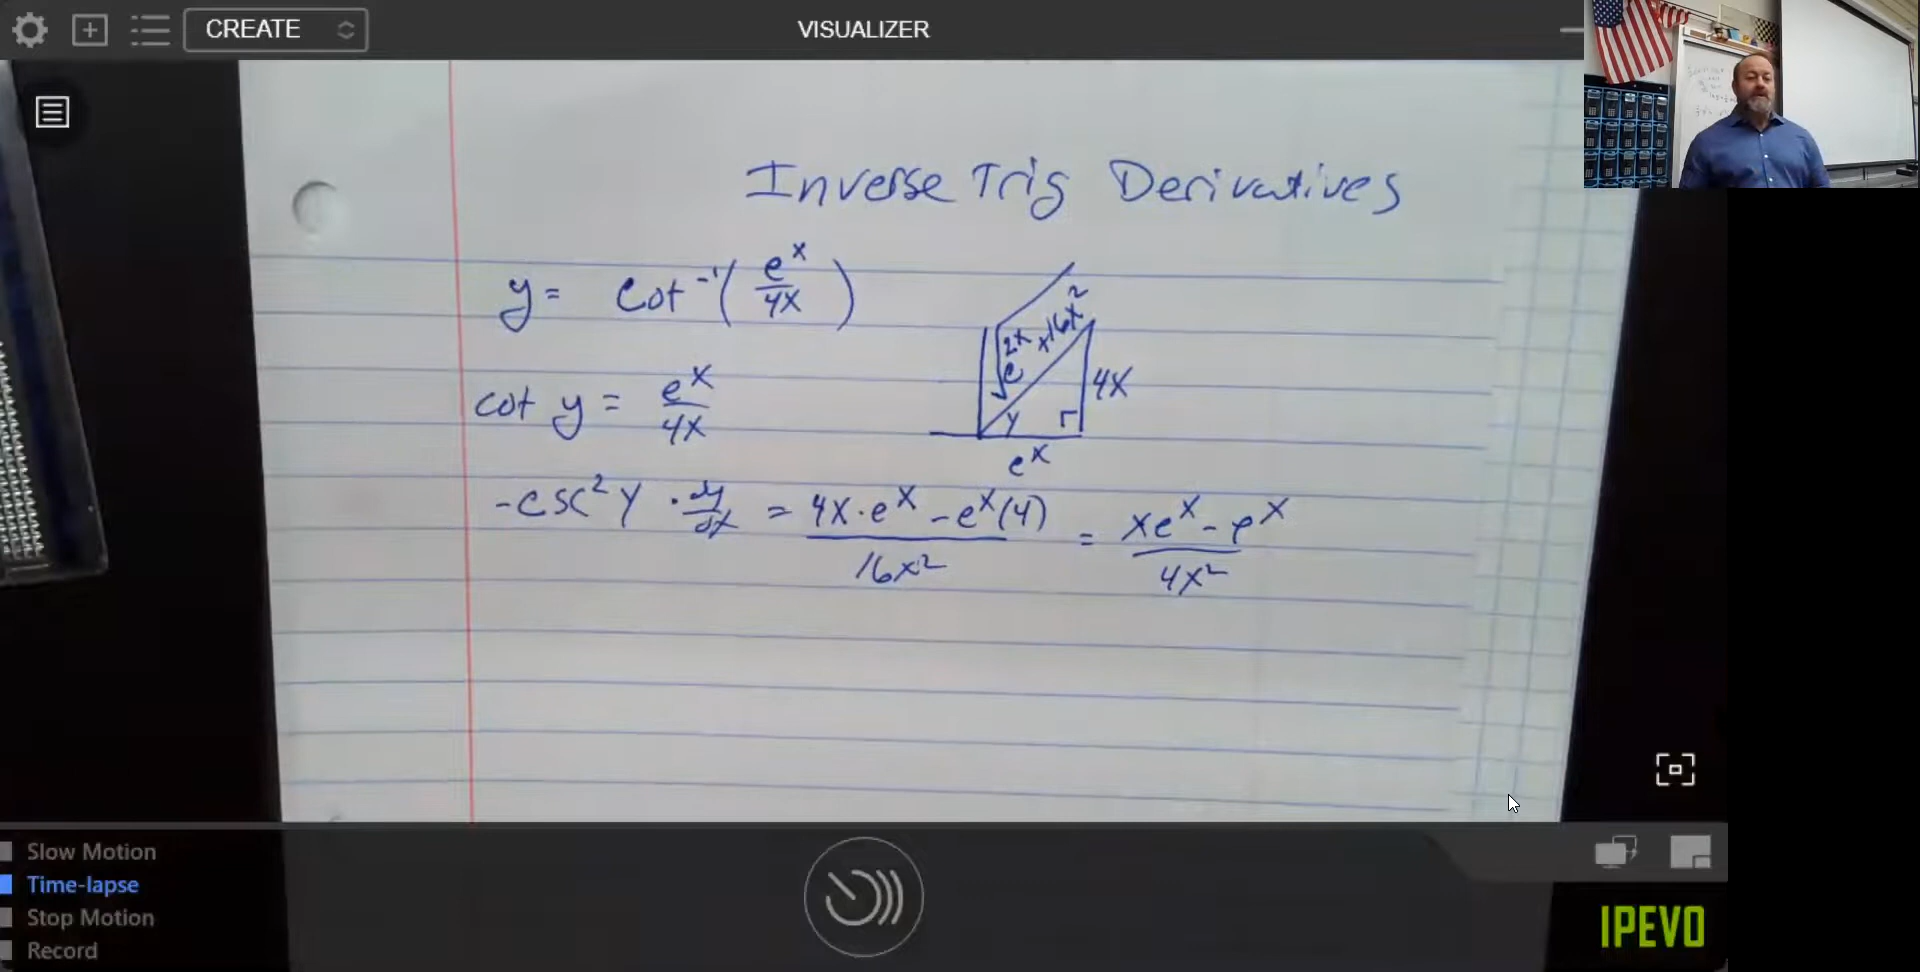 CREATE
VISUALIZER
Inverse Trig Derivatives
y = cot⁻¹(eˣ/4x)
cot y = eˣ/4x
√e²ˣ+16x²
4x
y
eˣ
-csc²y · dy/dx = (4x·eˣ - eˣ(4))/16x² = (xeˣ - eˣ)/4x²
Slow Motion
Time-lapse
Stop Motion
Record
IPEVO